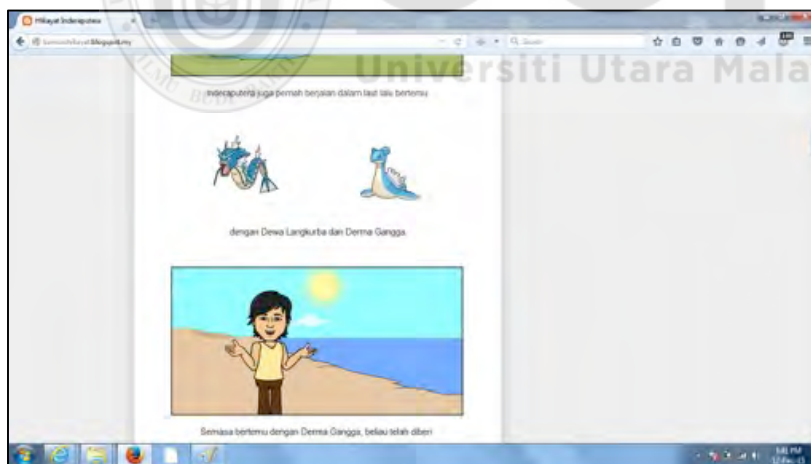 Hikayat Inderaputera
Universiti Utara Mala
Inderaputera juga pernah berjalan dalam laut lalu bertemu
dengan Dewa Langkurba dan Derma Gangga.
Semasa bertemu dengan Derma Gangga, beliau telah diberi